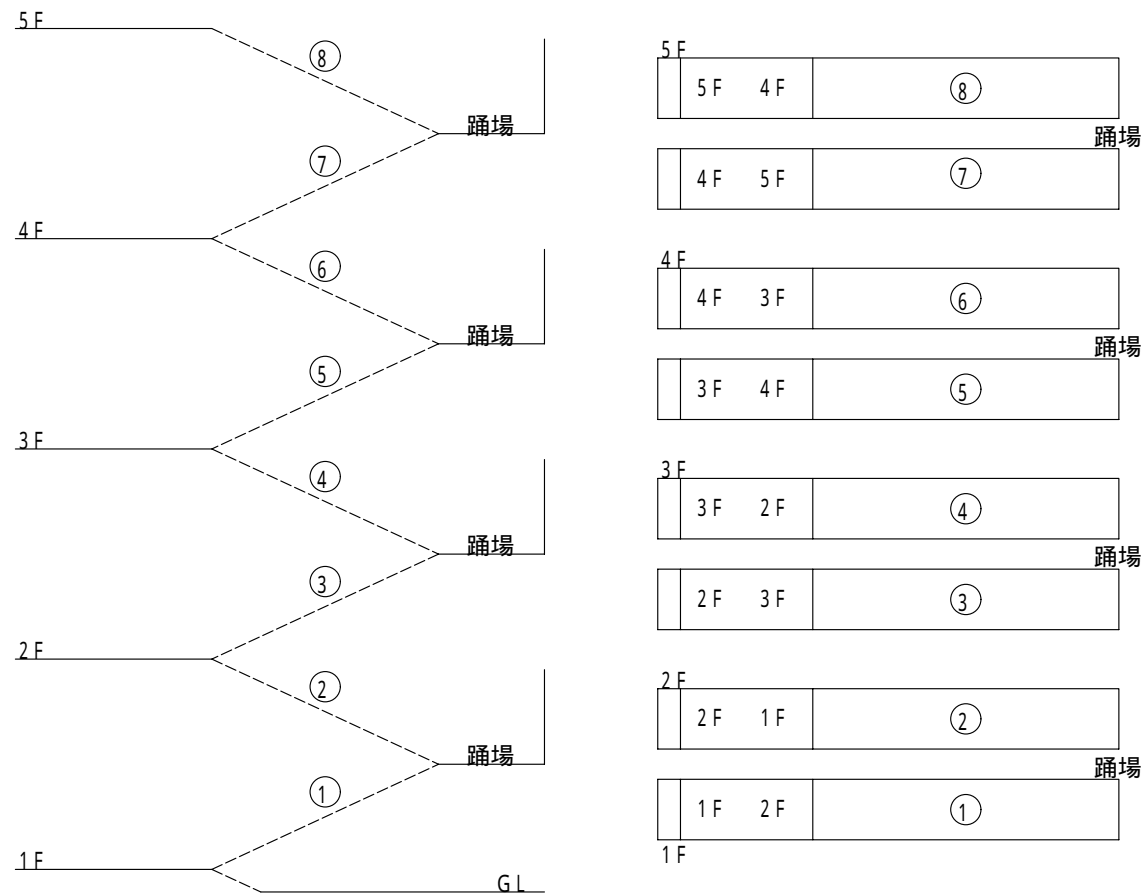 5F
⑧
踊場
⑦
4F
⑥
踊場
⑤
3F
④
踊場
③
2F
②
踊場
①
1F
GL
5F
5F 4F ⑧
踊場
4F 5F ⑦
4F
4F 3F ⑥
踊場
3F 4F ⑤
3F
3F 2F ④
踊場
2F 3F ③
2F
2F 1F ②
踊場
1F 2F ①
1F